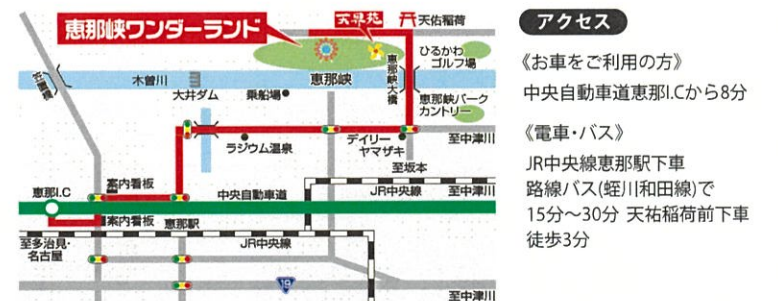 恵那峡ワンダーランド
天界苑
天佑稲荷
ひるかわ
ゴルフ場
木曽川
大井ダム
乗船場
恵那峡
恵那峡大橋
恵那峡パーク
カントリー
ラジウム温泉
デイリー
ヤマザキ
至中津川
至坂本
案内看板
恵那I.C
中央自動車道
JR中央線
至中津川
案内看板
恵那駅
至多治見・
名古屋
JR中央線
19
至中津川
アクセス
《お車をご利用の方》
中央自動車道恵那I.Cから8分
《電車・バス》
JR中央線恵那駅下車
路線バス(蛭川和田線)で
15分〜30分 天祐稲荷前下車
徒歩3分